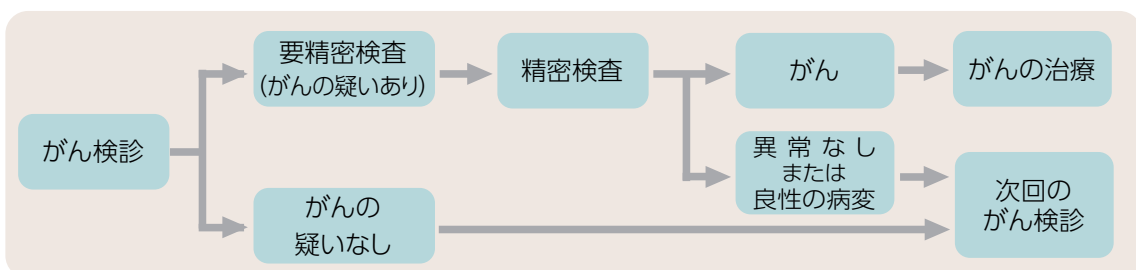 がん検診
要精密検査
(がんの疑いあり)
精密検査
がん
がんの治療
異常なし
または
良性の病変
がんの
疑いなし
次回の
がん検診